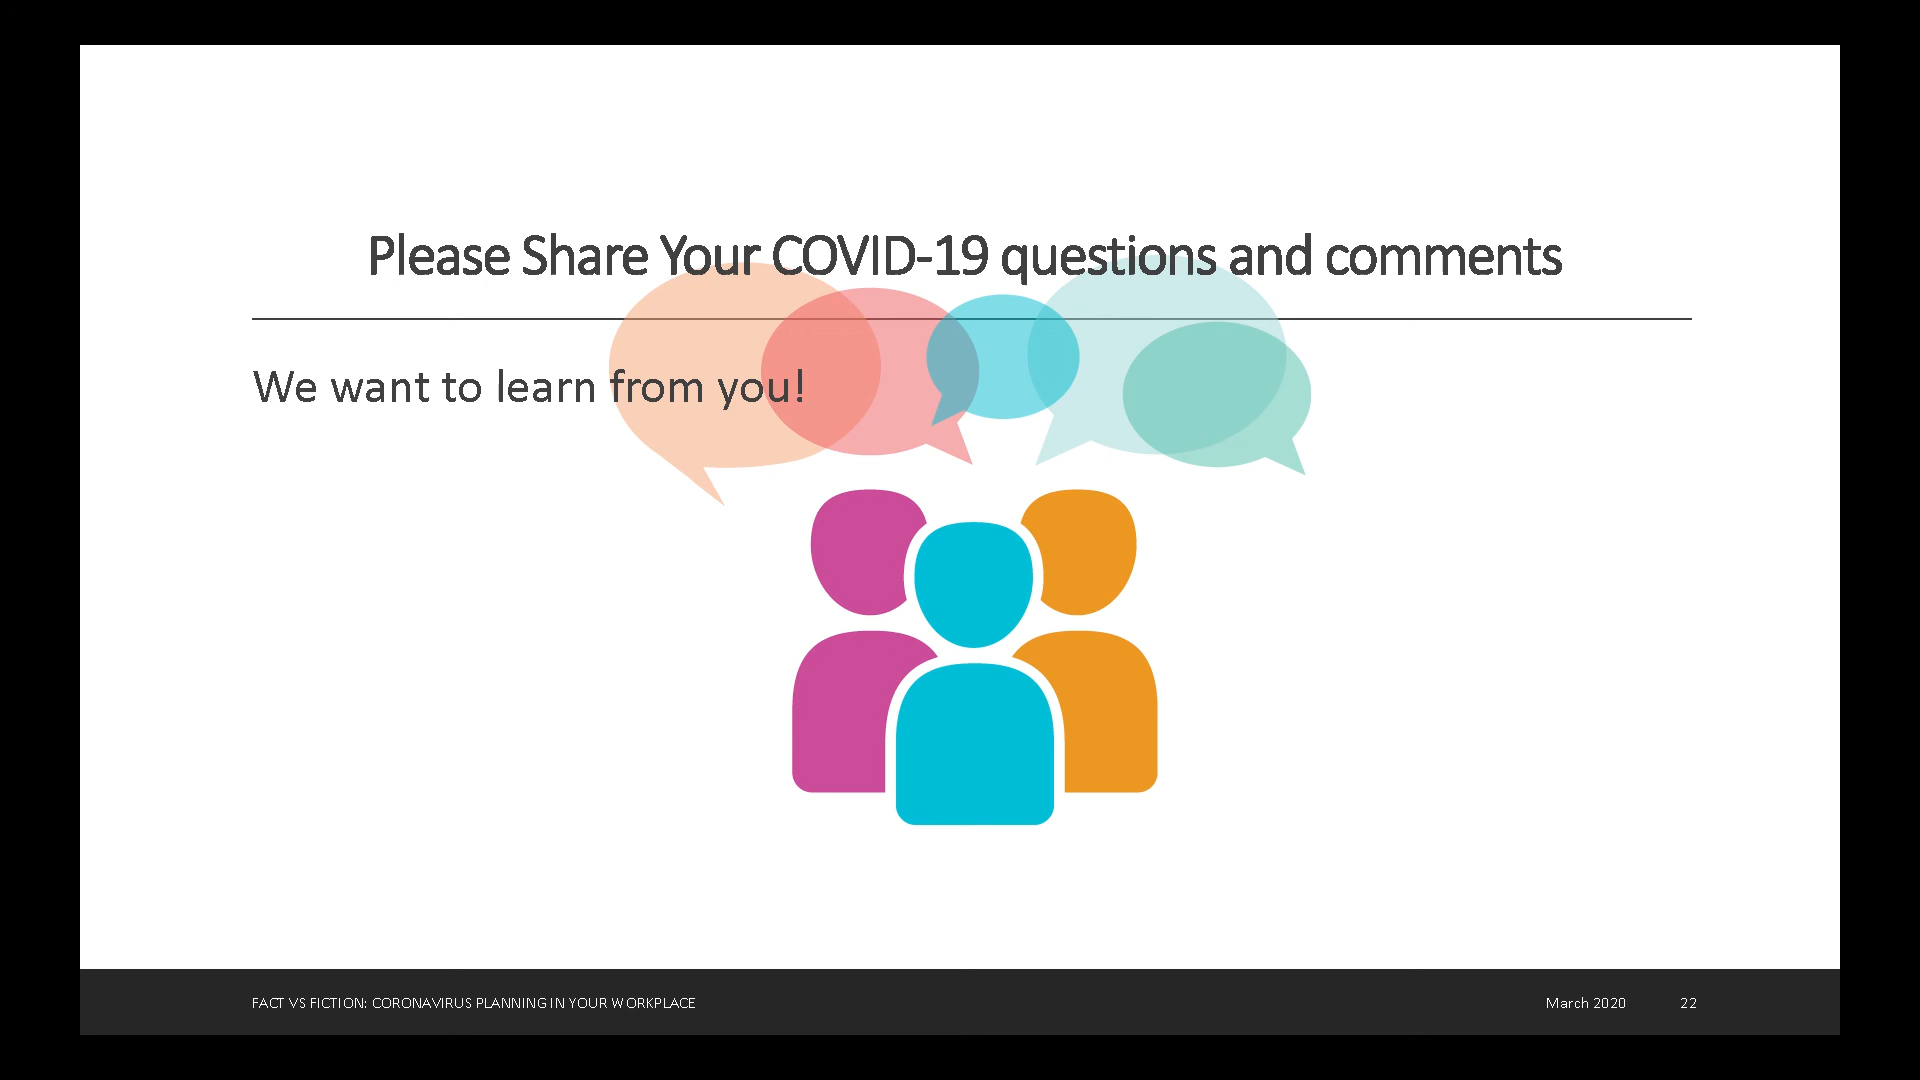 Please Share Your COVID-19 questions and comments
We want to learn from you!
FACT VS FICTION: CORONAVIRUS PLANNING IN YOUR WORKPLACE
March 2020
22